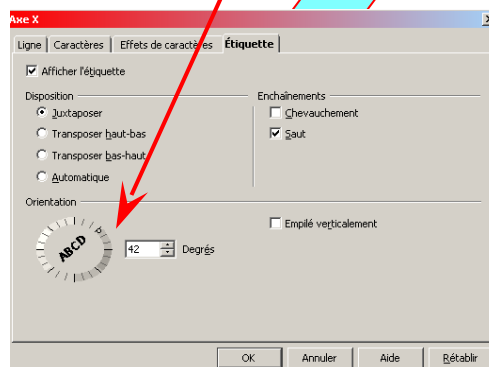 Axe X
Ligne Caractères Effets de caractères Étiquette
Afficher l'étiquette
Disposition
Juxtaposer
Transposer haut-bas
Transposer bas-haut
Automatique
Enchaînements
Chevauchement
Saut
Orientation
ABCD
42 Degrés
Empilé verticalement
OK Annuler Aide Rétablir